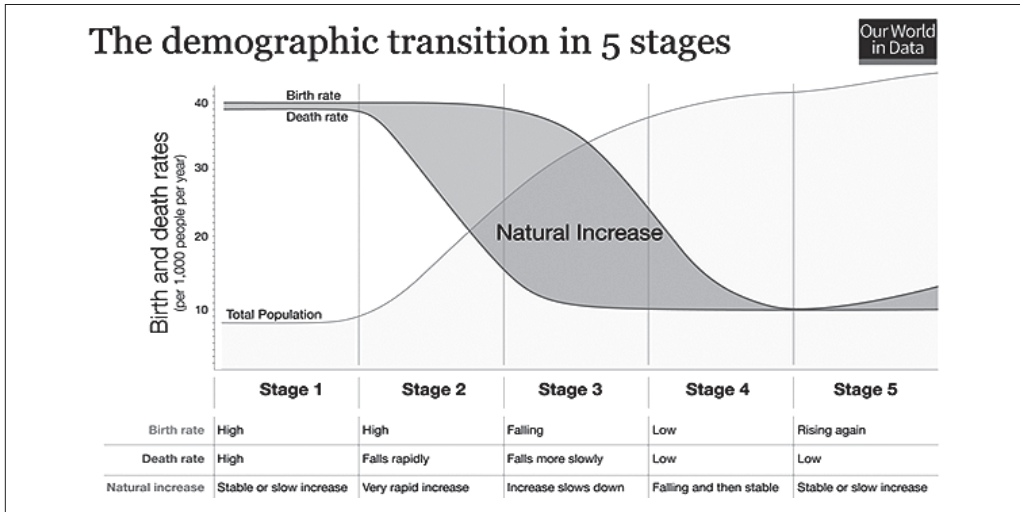 The demographic transition in 5 stages
Our World
in Data
Birth and death rates
(per 1,000 people per year)
40
30
20
10
Birth rate
Death rate
Natural Increase
Total Population
Stage 1 Stage 2 Stage 3 Stage 4 Stage 5
Birth rate High High Falling Low Rising again
Death rate High Falls rapidly Falls more slowly Low Low
Natural increase Stable or slow increase Very rapid increase Increase slows down Falling and then stable Stable or slow increase